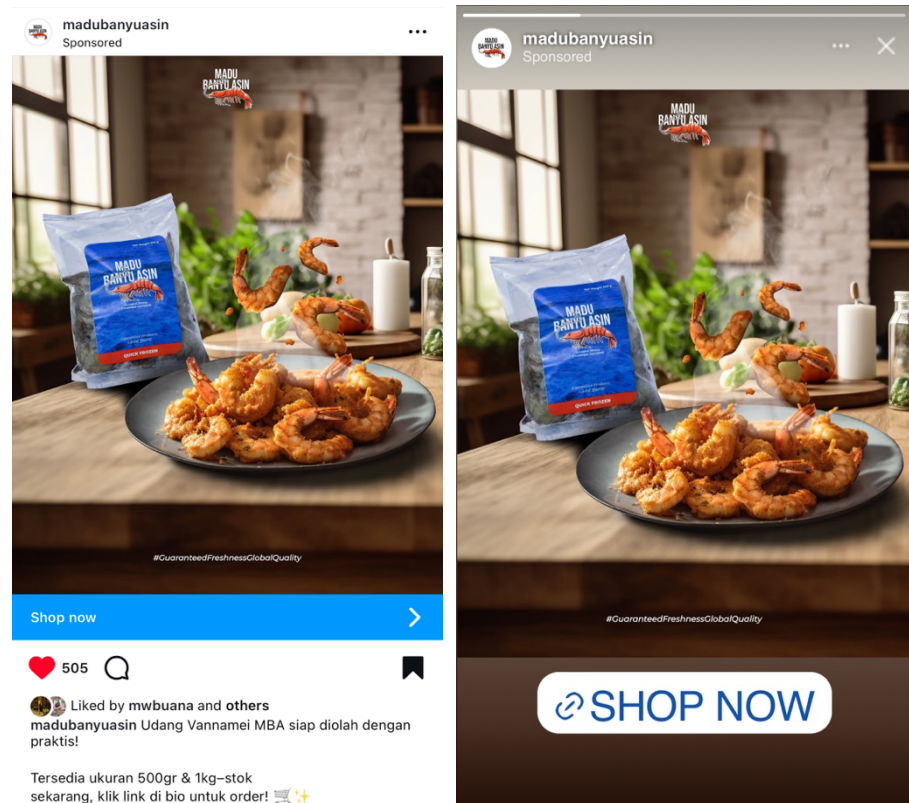 madubanyuasin
Sponsored
MADU
BANYU ASIN
MADU
BANYU ASIN
QUICK FROZEN
#GuaranteedFreshnessGlobalQuality
Shop now
505
Liked by mwbuana and others
madubanyuasin Udang Vannamei MBA siap diolah dengan
praktis!
Tersedia ukuran 500gr & 1kg–stok
sekarang, klik link di bio untuk order! 🛒✨
madubanyuasin
Sponsored
MADU
BANYU ASIN
MADU
BANYU ASIN
QUICK FROZEN
#GuaranteedFreshnessGlobalQuality
SHOP NOW